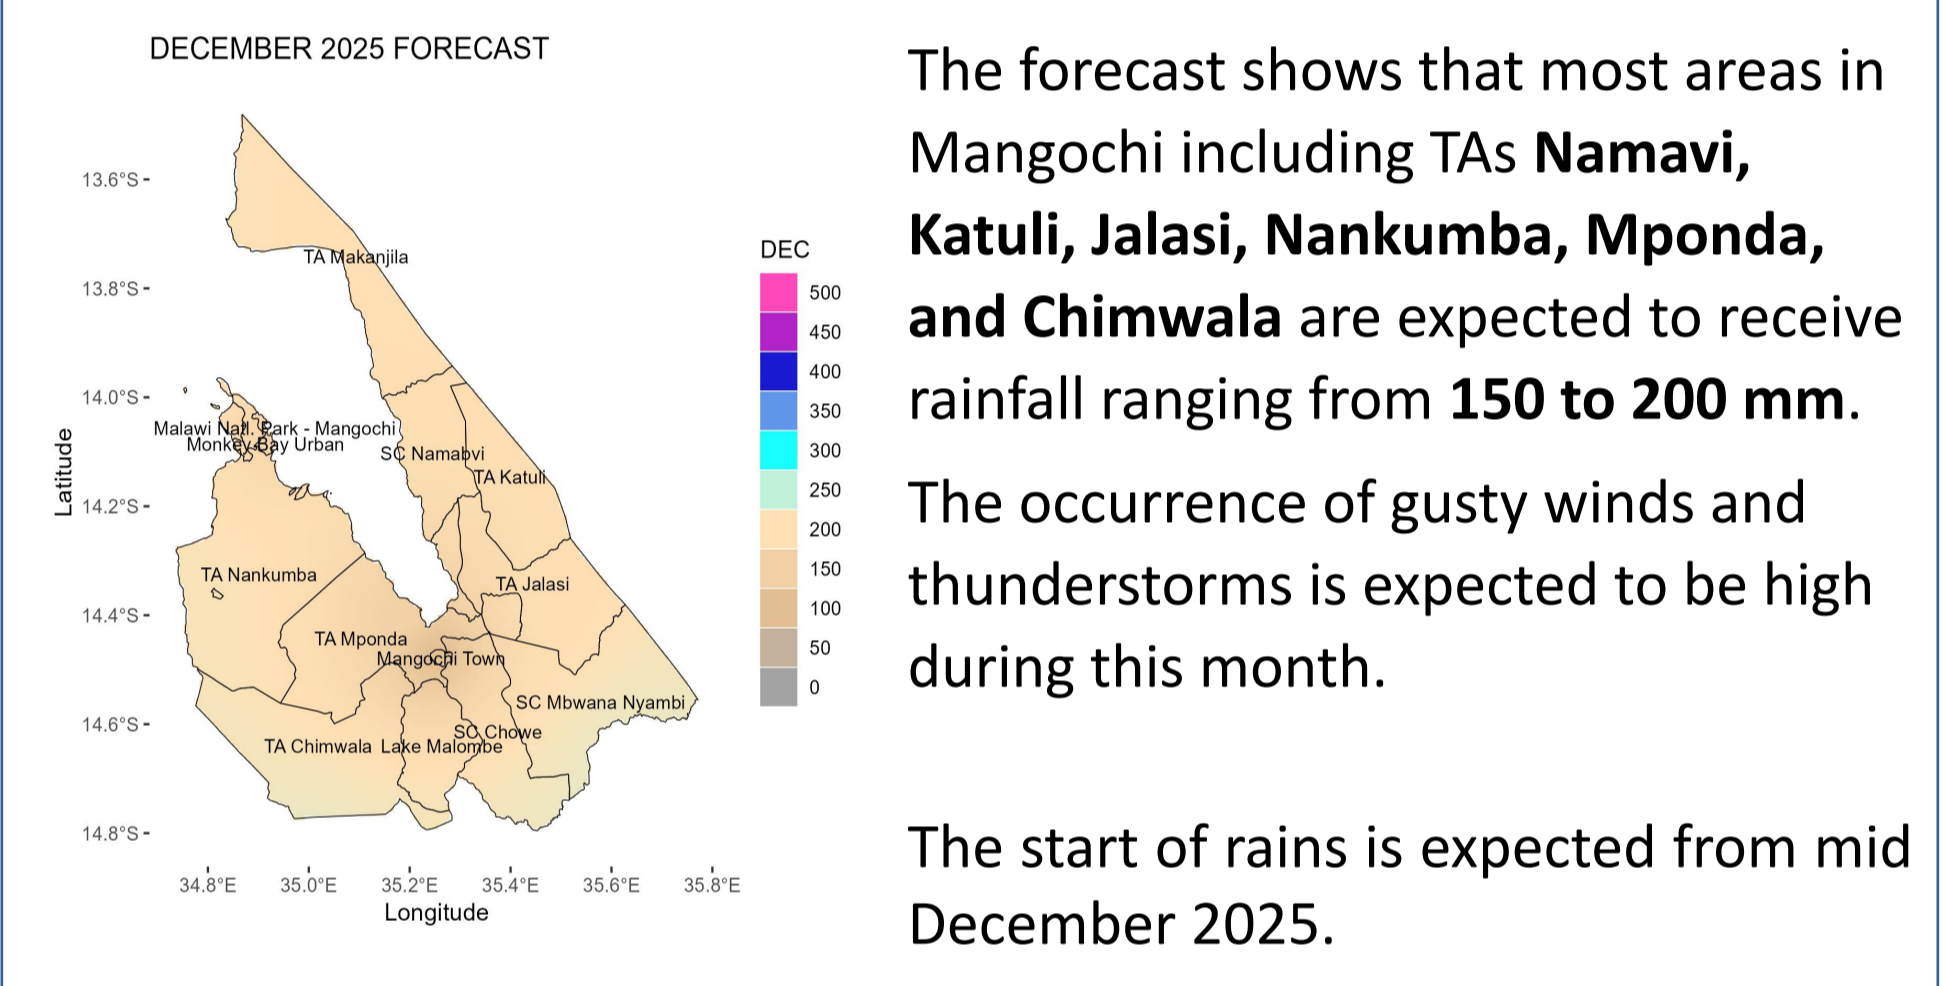 DECEMBER 2025 FORECAST
13.6°S
13.8°S
14.0°S
14.2°S
14.4°S
14.6°S
14.8°S
Latitude
34.8°E 35.0°E 35.2°E 35.4°E 35.6°E 35.8°E
Longitude
TA Makanjila
Malawi Natl. Park - Mangochi
Monkey Bay Urban
SC Namabvi
TA Katuli
TA Nankumba
TA Jalasi
TA Mponda
Mangochi Town
SC Mbwana Nyambi
SC Chowe
TA Chimwala
Lake Malombe
DEC
500
450
400
350
300
250
200
150
100
50
0
The forecast shows that most areas in
Mangochi including TAs Namavi,
Katuli, Jalasi, Nankumba, Mponda,
and Chimwala are expected to receive
rainfall ranging from 150 to 200 mm.
The occurrence of gusty winds and
thunderstorms is expected to be high
during this month.
The start of rains is expected from mid
December 2025.